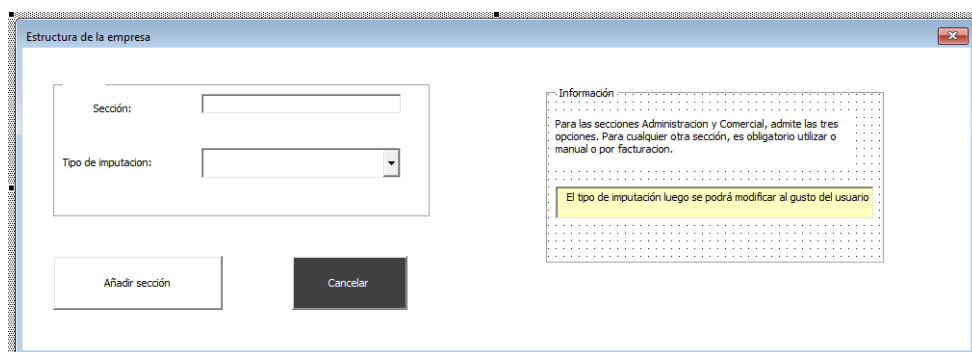 Estructura de la empresa
Sección:
Tipo de imputacion:
Añadir sección
Cancelar
Información
Para las secciones Administracion y Comercial, admite las tres
opciones. Para cualquier otra sección, es obligatorio utilizar o
manual o por facturacion.
El tipo de imputación luego se podrá modificar al gusto del usuario